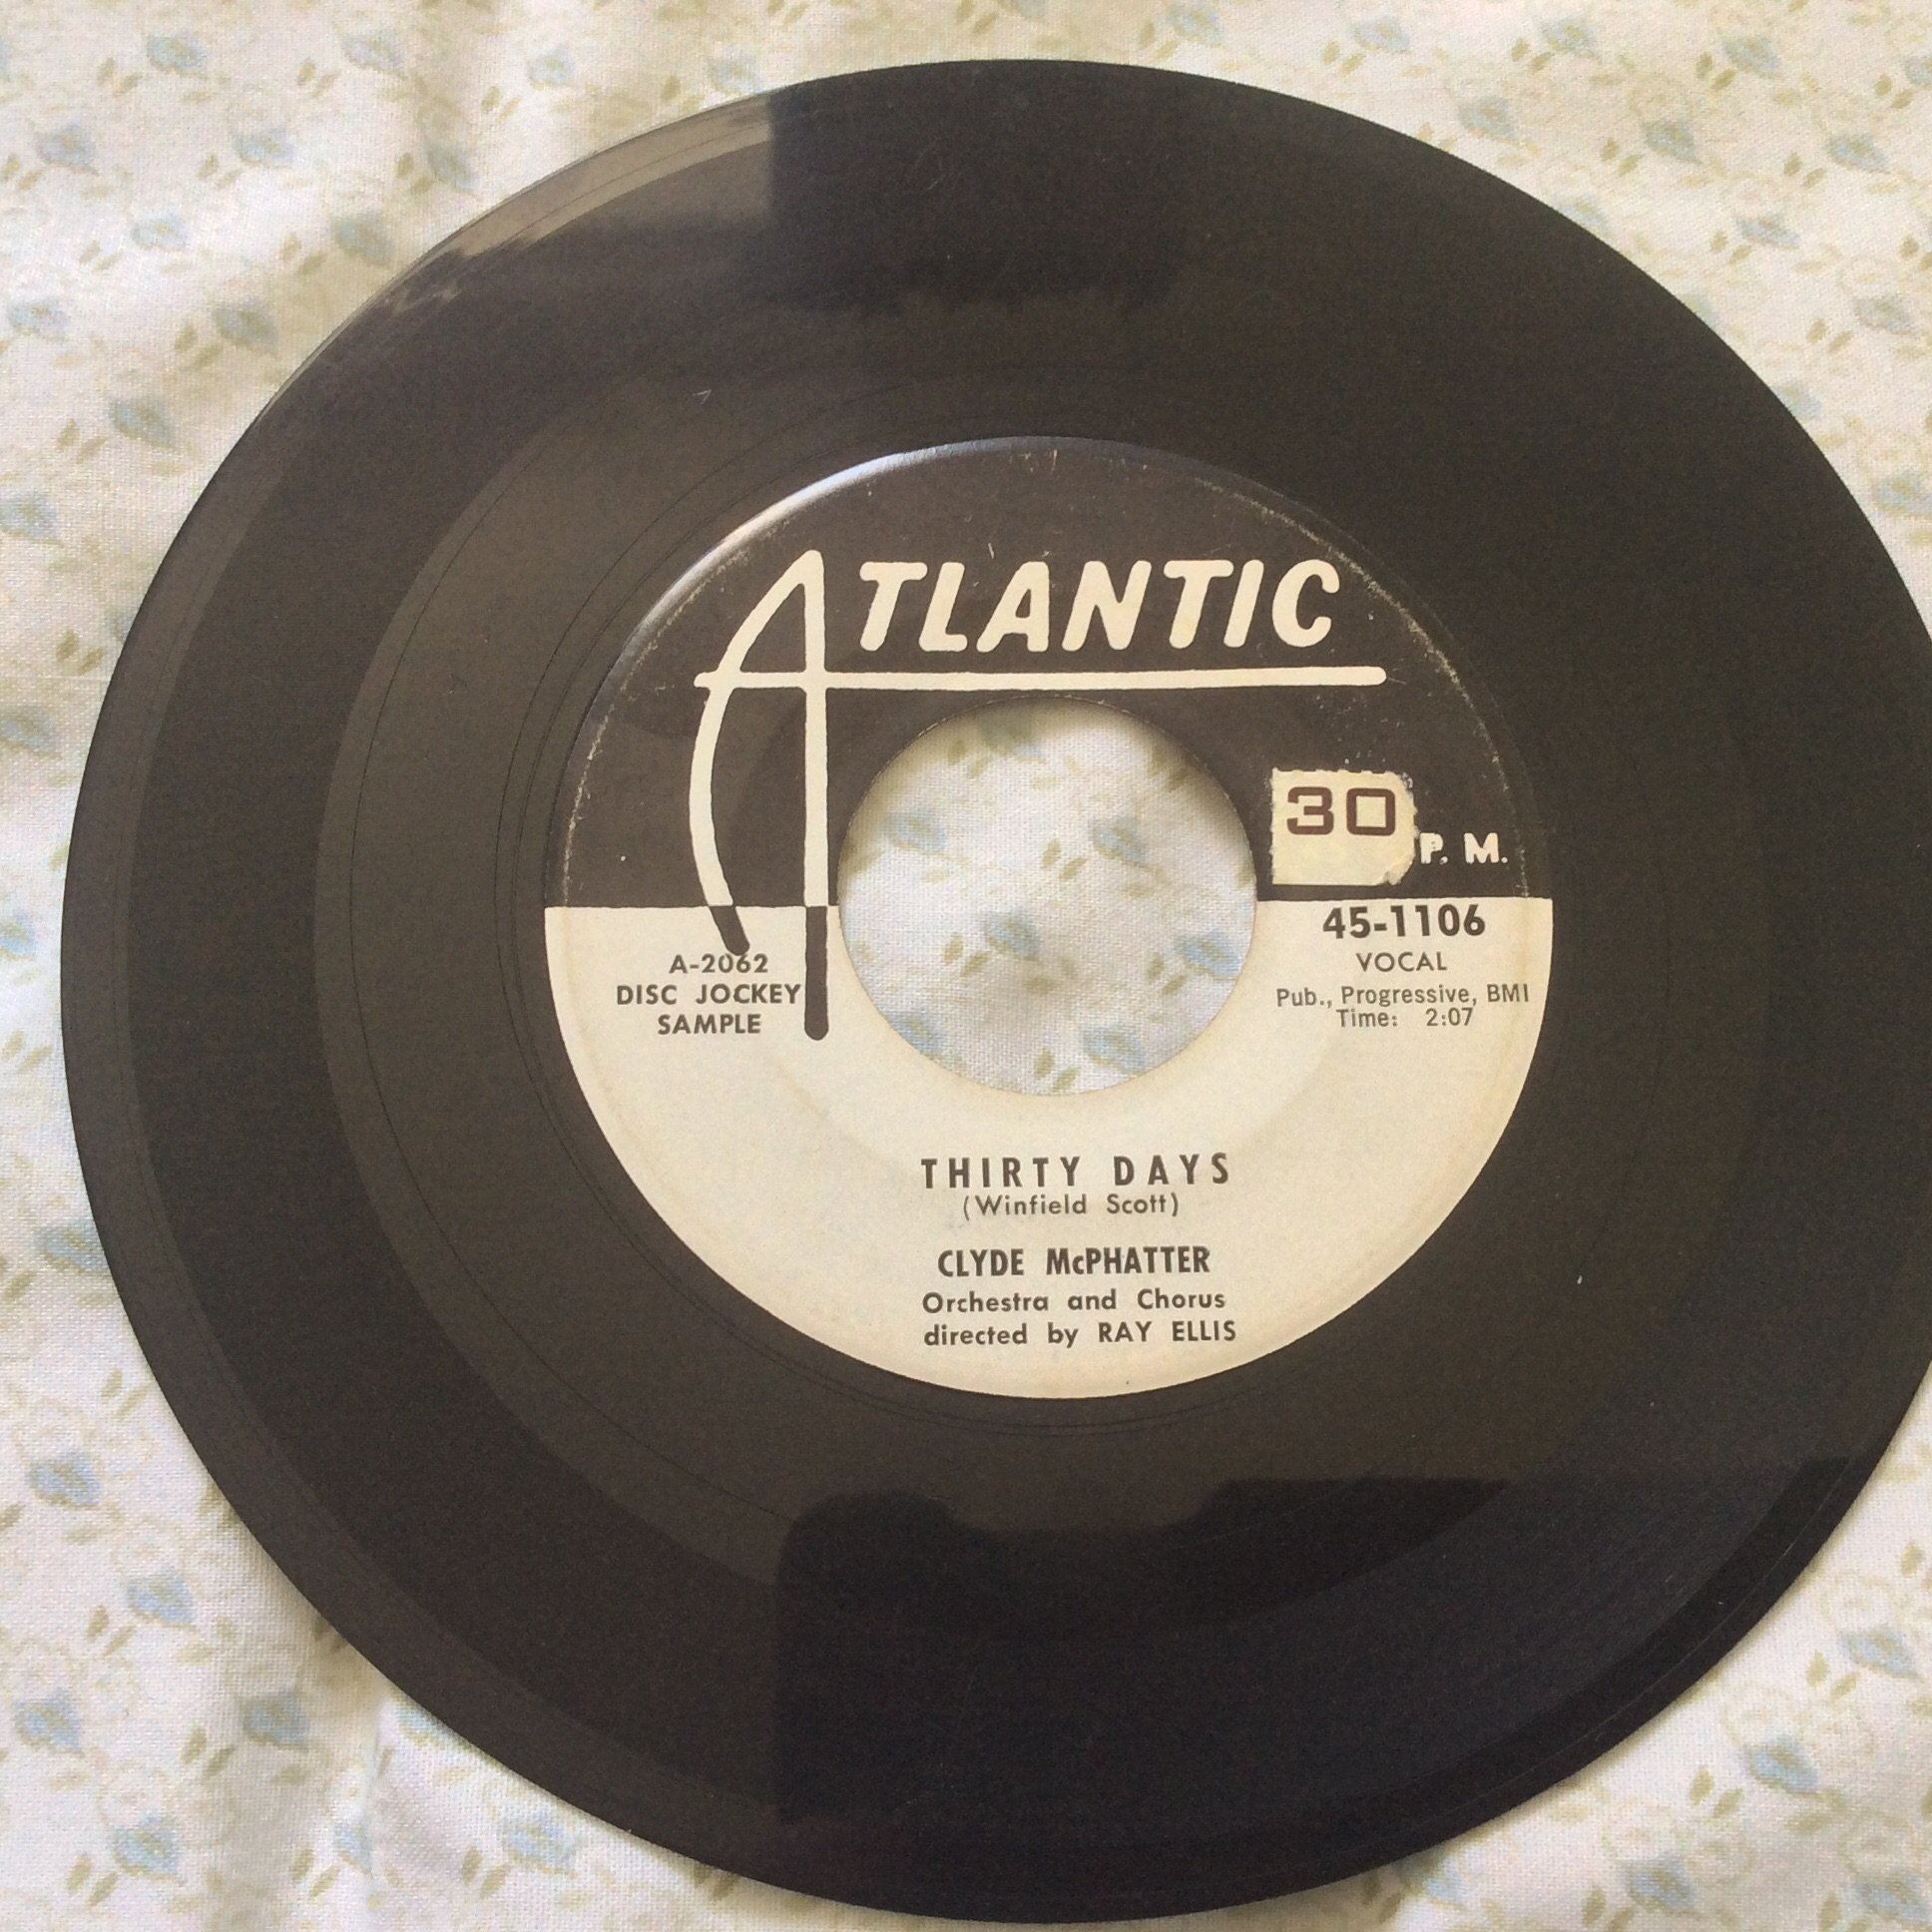 ATLANTIC
30
P. M.
45-1106
VOCAL
Pub., Progressive, BMI
Time: 2:07
A-2062
DISC JOCKEY
SAMPLE
THIRTY DAYS
(Winfield Scott)
CLYDE McPHATTER
Orchestra and Chorus
directed by RAY ELLIS